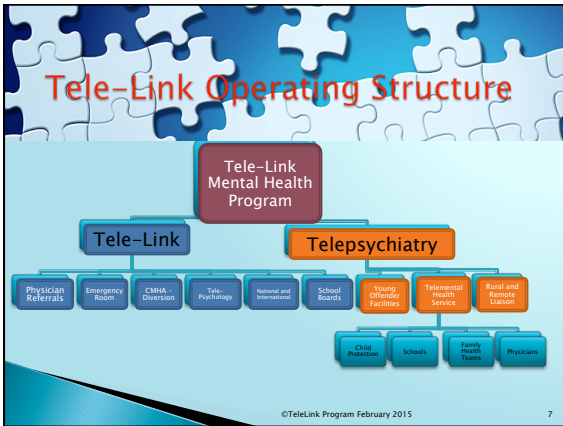 Tele-Link Operating Structure
Tele-Link
Mental Health
Program
Tele-Link
Telepsychiatry
Physician
Referrals
Emergency
Room
CMHA -
Diversion
Tele-
Psychology
National and
International
School
Boards
Young
Offender
Facilities
Telemental
Health
Service
Rural and
Remote
Liaison
Child
Protection
Schools
Family
Health
Teams
Physicians
©TeleLink Program February 2015
7